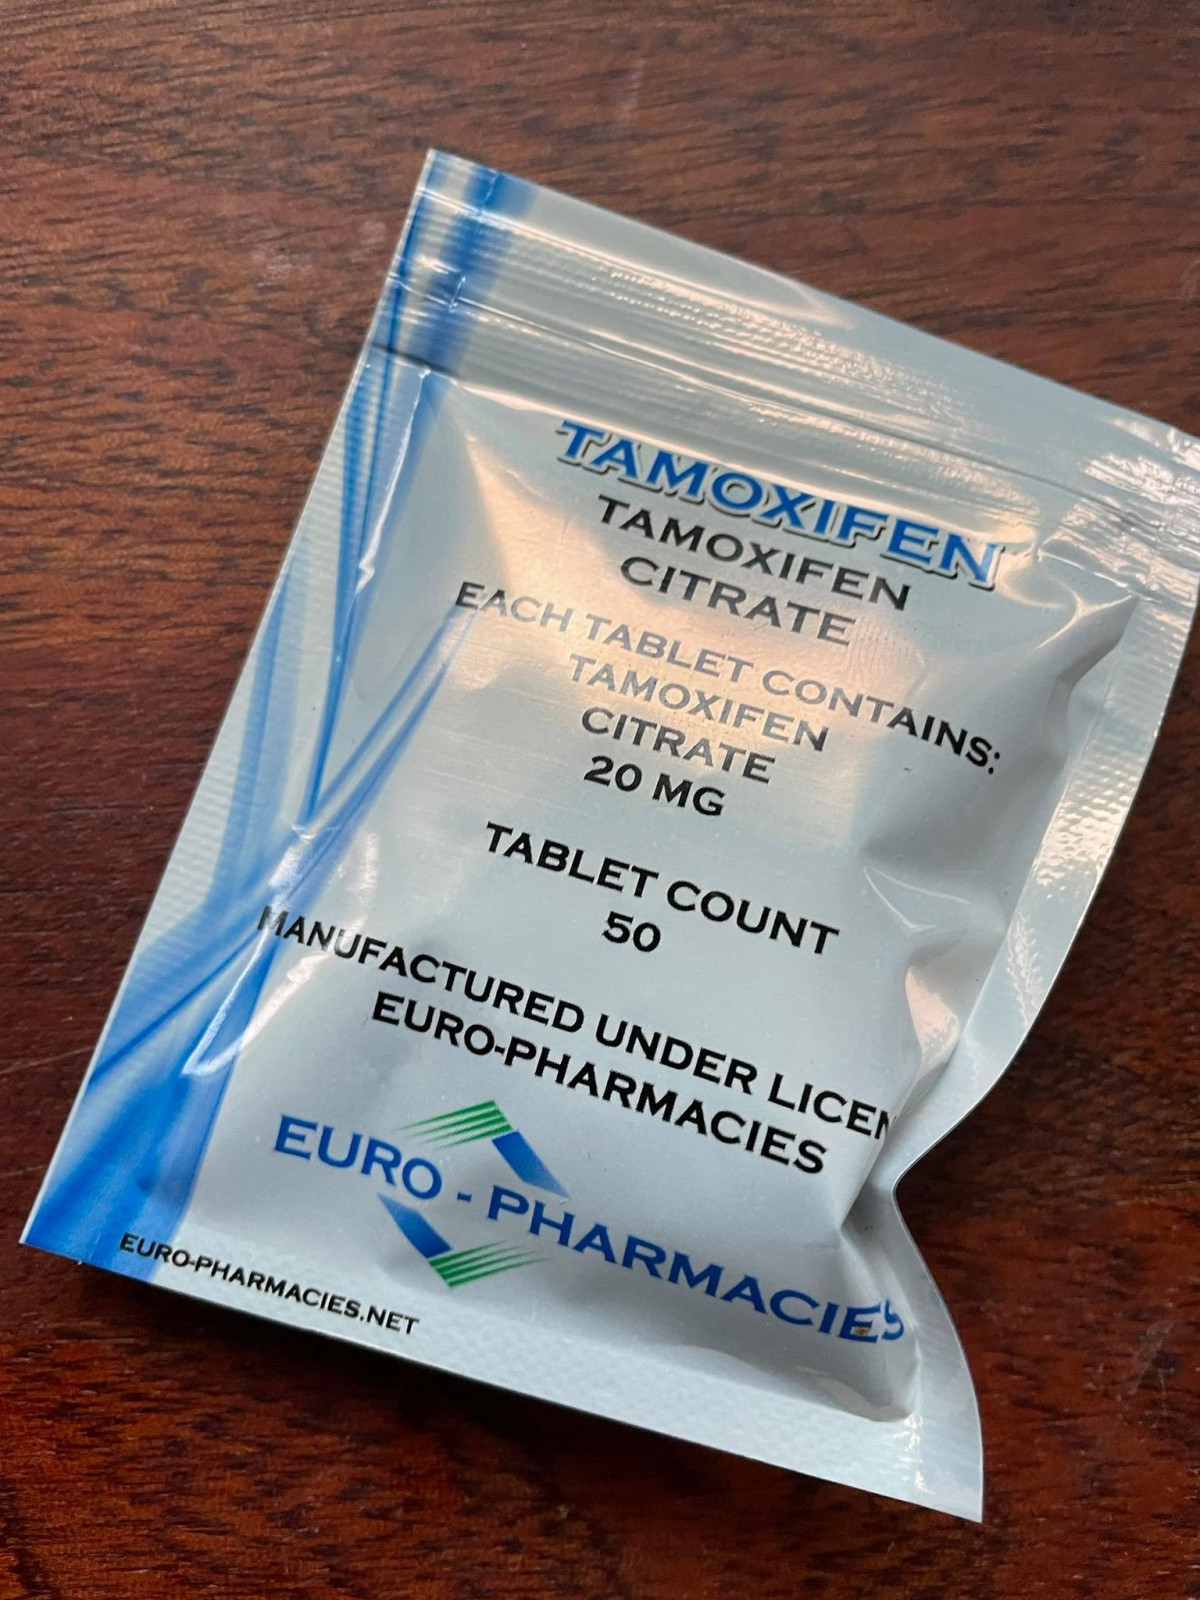 TAMOXIFEN
TAMOXIFEN
CITRATE
EACH TABLET CONTAINS:
TAMOXIFEN
CITRATE
20 MG
TABLET COUNT
50
MANUFACTURED UNDER LICEN
EURO-PHARMACIES
EURO - PHARMACIES
EURO-PHARMACIES.NET